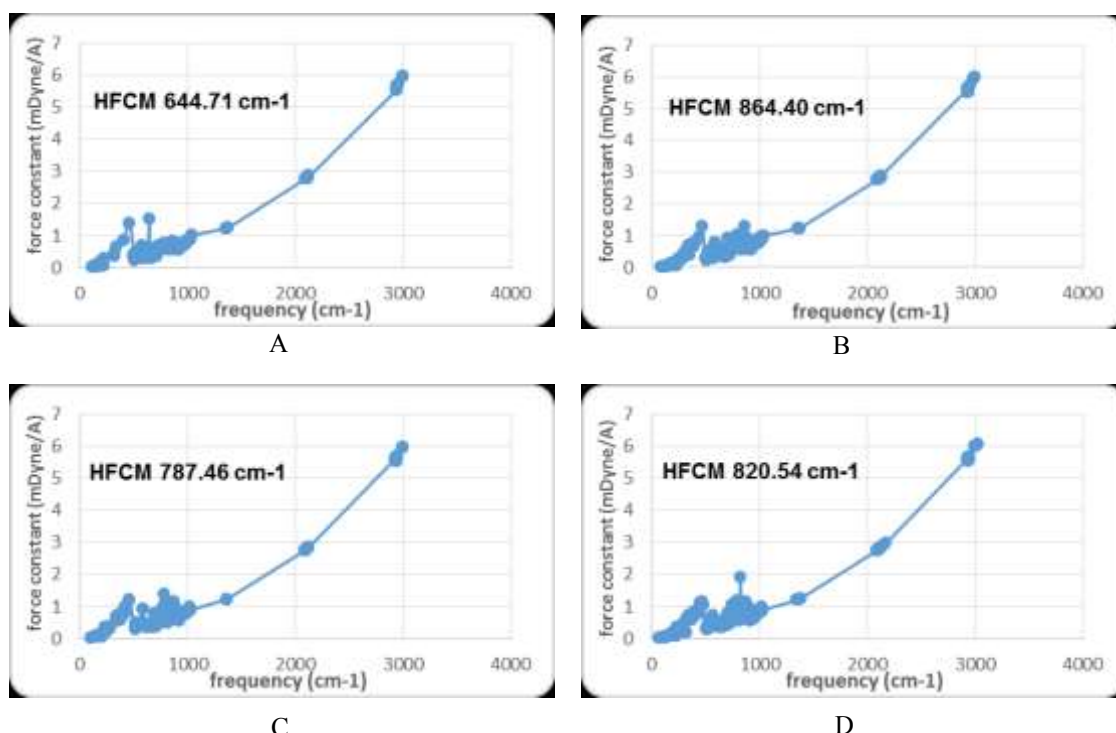 7
6
5
4
3
2
1
0
force constant (mDyne/A)
HFCM 644.71 cm-1
0 1000 2000 3000 4000
frequency (cm-1)
A
7
6
5
4
3
2
1
0
force constant (mDyne/A)
HFCM 864.40 cm-1
0 1000 2000 3000 4000
frequency (cm-1)
B
7
6
5
4
3
2
1
0
force constant (mDyne/A)
HFCM 787.46 cm-1
0 1000 2000 3000 4000
frequency (cm-1)
C
7
6
5
4
3
2
1
0
force constant (mDyne/A)
HFCM 820.54 cm-1
0 1000 2000 3000 4000
frequency (cm-1)
D